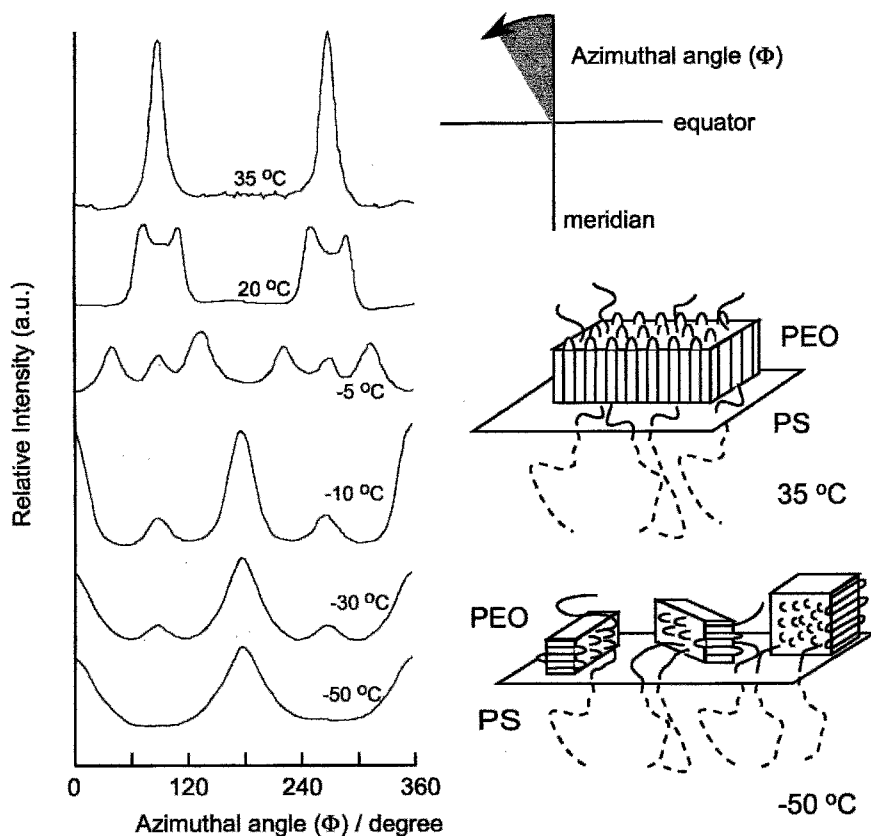 Relative Intensity (a.u.)
35 °C
20 °C
-5 °C
-10 °C
-30 °C
-50 °C
0 120 240 360
Azimuthal angle (Φ) / degree
Azimuthal angle (Φ)
equator
meridian
PEO
PS
35 °C
PEO
PS
-50 °C